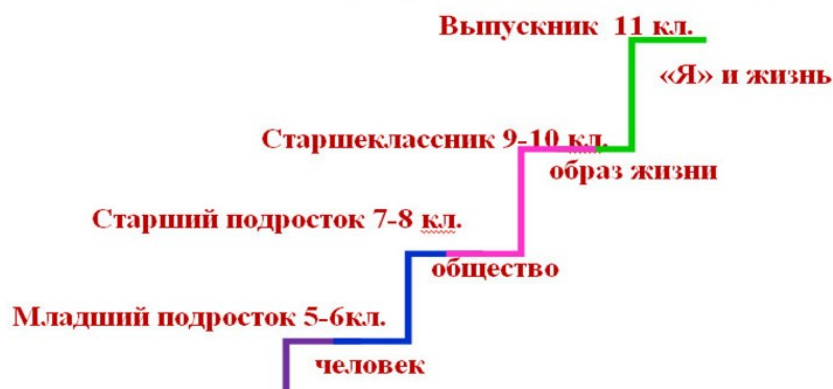 Выпускник 11 кл.
«Я» и жизнь
Старшеклассник 9-10 кл.
образ жизни
Старший подросток 7-8 кл.
общество
Младший подросток 5-6кл.
человек